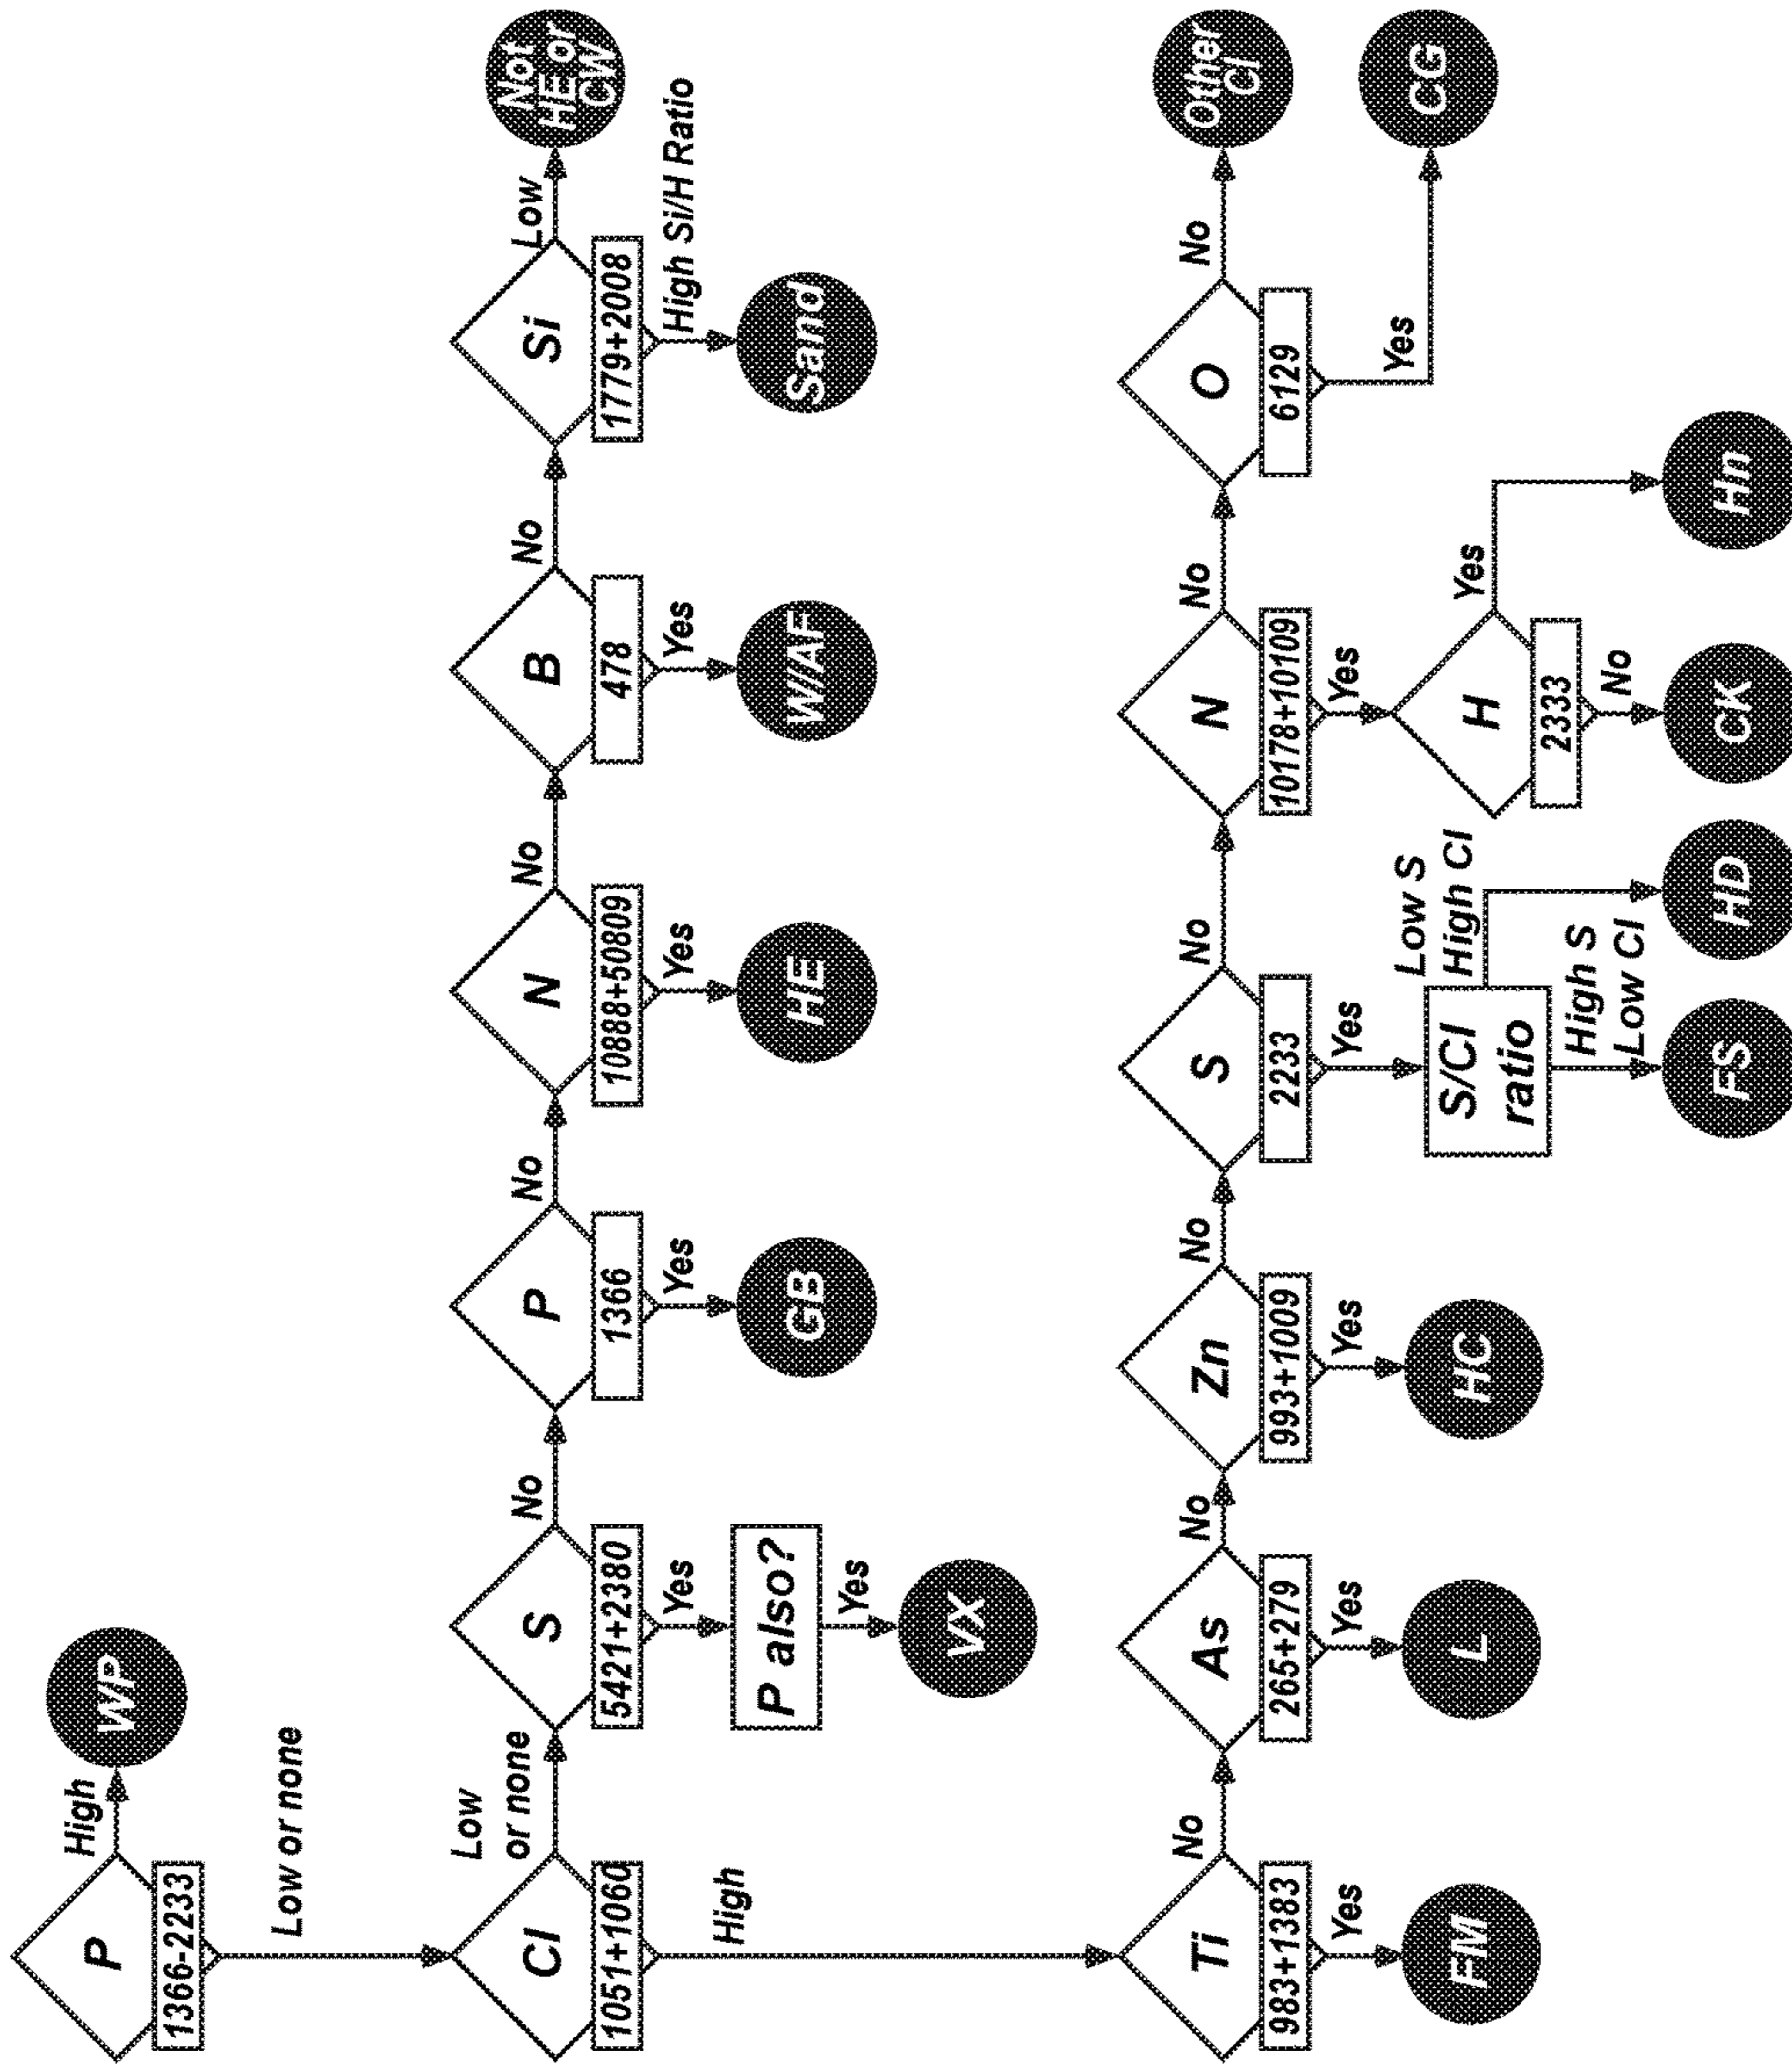 P
1366-2233
High
WP
Low or none
Cl
1051+1060
Low
or none
High
S
5421+2380
No
Yes
P also?
Yes
VX
P
1366
No
Yes
GB
N
10888+50809
No
Yes
HE
B
478
No
Yes
W/AF
Si
1779+2008
Low
High Si/H Ratio
Sand
Not
HE or
CW
Ti
983+1383
No
Yes
FM
As
265+279
No
Yes
L
Zn
993+1009
No
Yes
HC
S
2233
No
Yes
S/Cl
ratio
Low S
High Cl
High S
Low Cl
FS
HD
N
10178+10109
No
Yes
H
2333
Yes
No
CK
Hn
O
6129
No
Yes
Other
Cl
CG